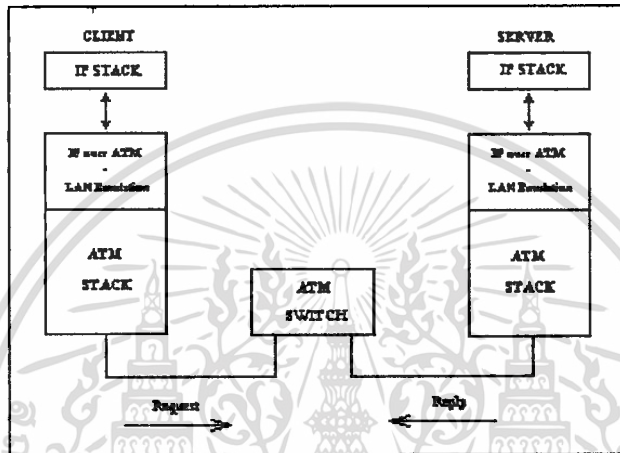 CLIENT
SERVER
IP STACK
IP STACK
IP over ATM
-
LAN Emulation
IP over ATM
-
LAN Emulation
ATM
STACK
ATM
STACK
ATM
SWITCH
Request
Reply